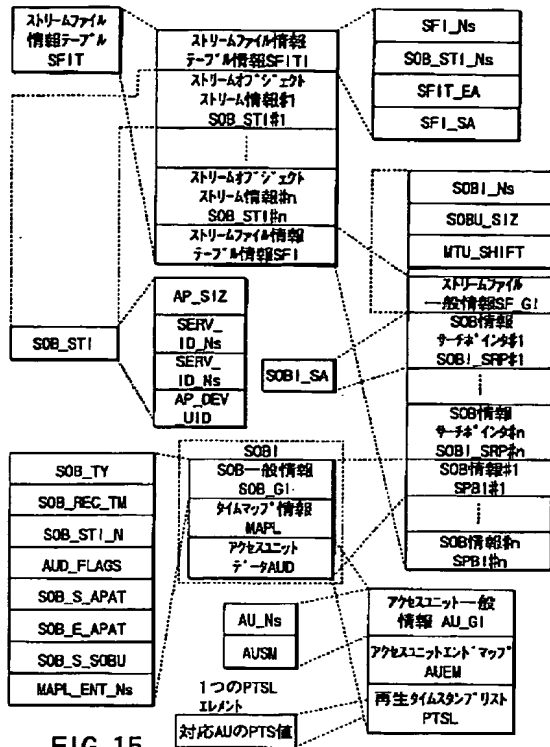 ストリームファイル
情報テーブル
SFIT
ストリームファイル情報
テーブル情報SFITI
ストリームオブジェクト
ストリーム情報#1
SOB_STI#1
ストリームオブジェクト
ストリーム情報#n
SOB_STI#n
ストリームファイル情報
テーブル情報SFI
SFI_Ns
SOB_STI_Ns
SFIT_EA
SFI_SA
SOBI_Ns
SOBU_SIZ
MTU_SHIFT
ストリームファイル
一般情報SF_GI
SOB情報
サーチポインタ#1
SOBI_SRP#1
SOB情報
サーチポインタ#n
SOBI_SRP#n
SOB情報#1
SPBI#1
SOB情報#n
SPBI#n
SOB_STI
AP_SIZ
SERV_
ID_Ns
SERV_
ID_Ns
AP_DEV
_UID
SOBI_SA
SOB_TY
SOB_REC_TM
SOB_STI_N
AUD_FLAGS
SOB_S_APAT
SOB_E_APAT
SOB_S_SOBU
MAPL_ENT_Ns
SOBI
SOB一般情報
SOB_GI
タイムマップ情報
MAPL
アクセスユニット
データAUD
AU_Ns
AUSM
アクセスユニット一般
情報 AU_GI
アクセスユニットエンドマップ
AUEM
再生タイムスタンプリスト
PTSL
1つのPTSL
エレメント
対応AUのPTS値
FIG. 15